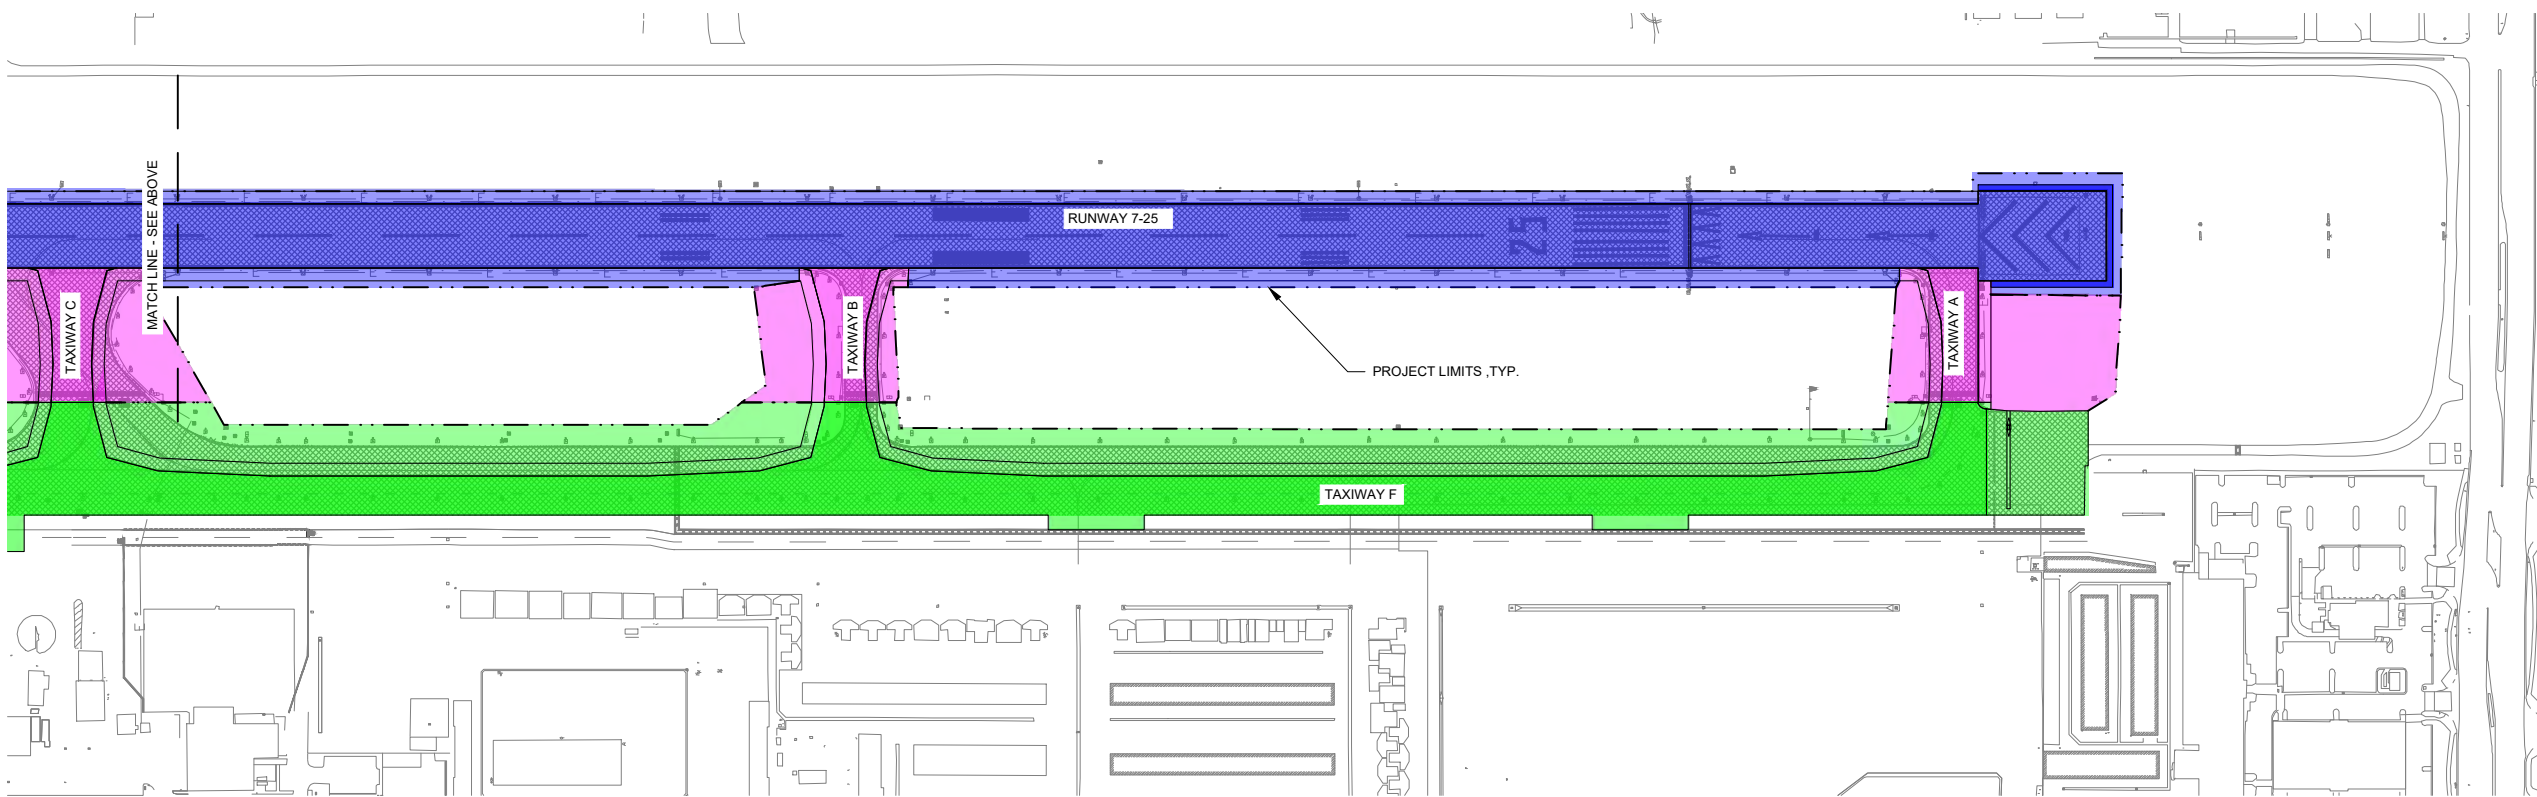 RUNWAY 7-25
MATCH LINE - SEE ABOVE
25
TAXIWAY C
TAXIWAY B
TAXIWAY A
PROJECT LIMITS ,TYP.
TAXIWAY F